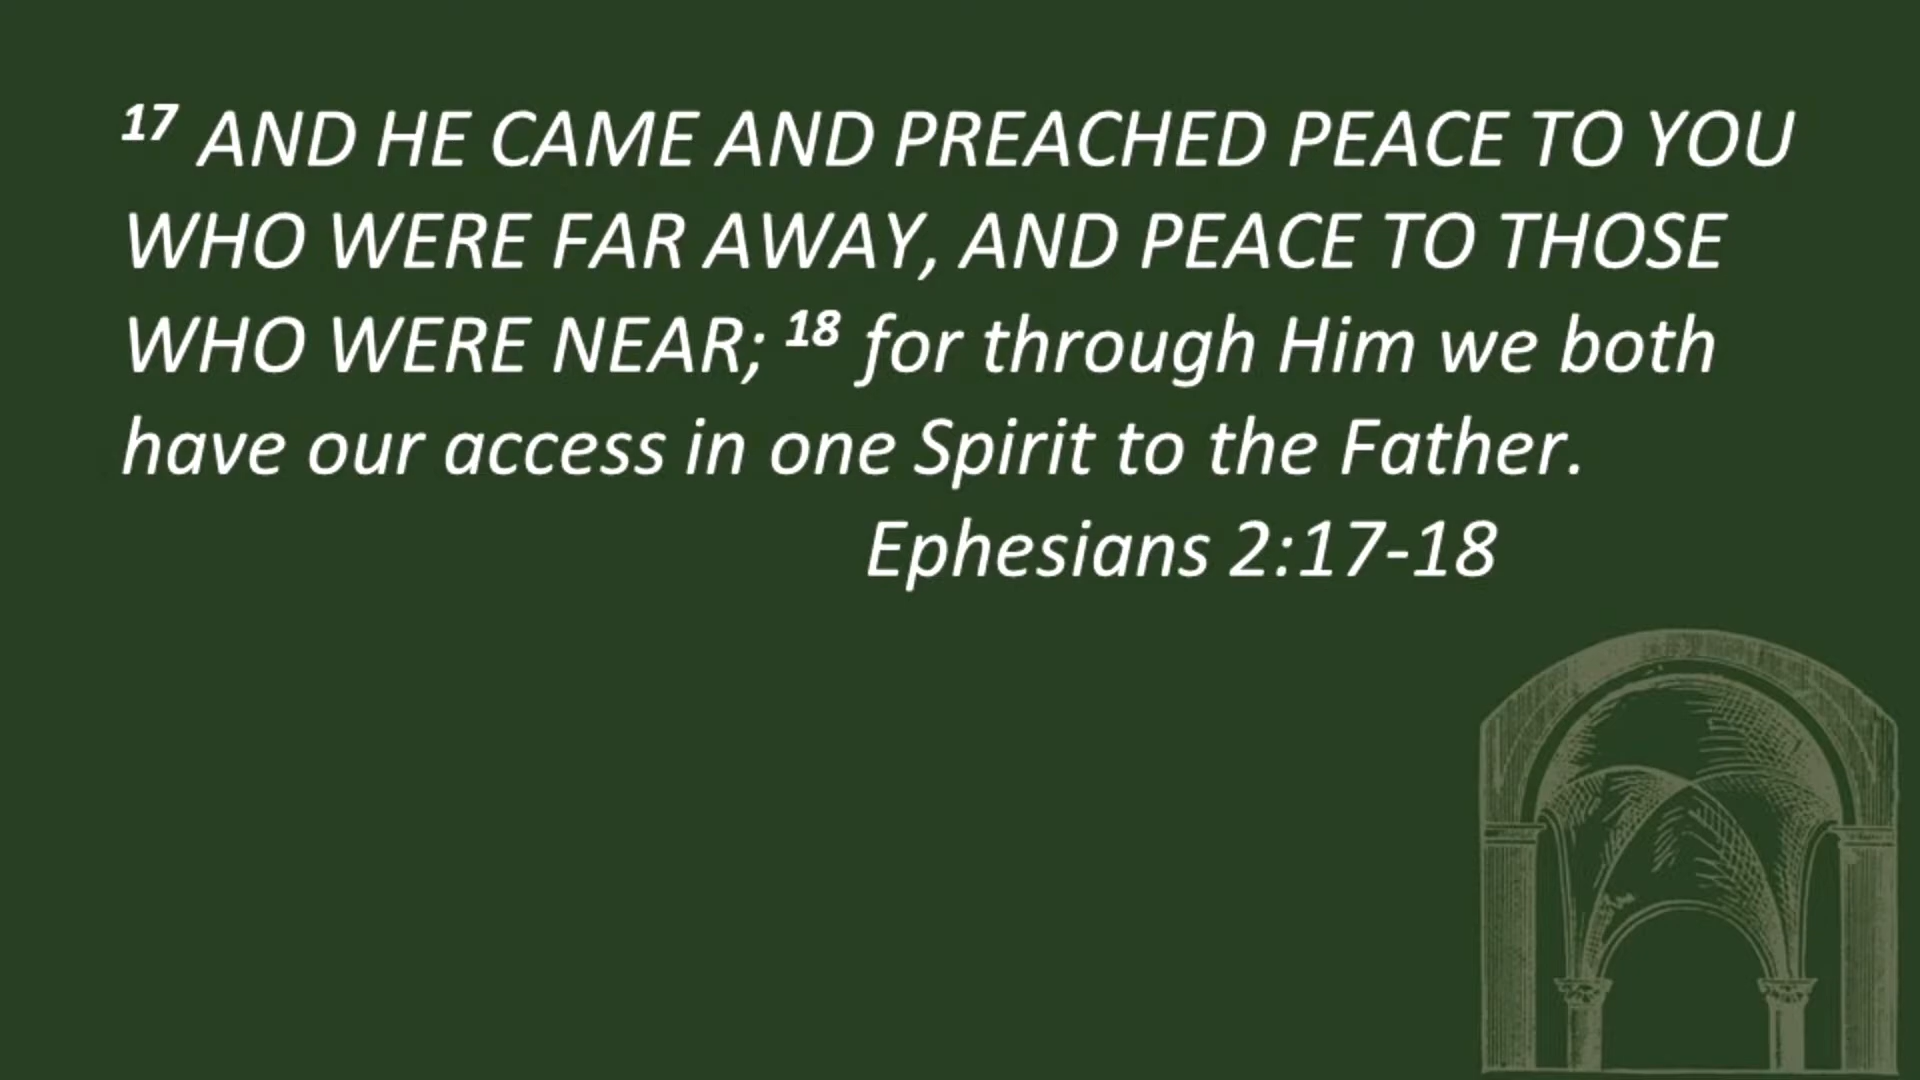 17 AND HE CAME AND PREACHED PEACE TO YOU
WHO WERE FAR AWAY, AND PEACE TO THOSE
WHO WERE NEAR; 18 for through Him we both
have our access in one Spirit to the Father.
Ephesians 2:17-18